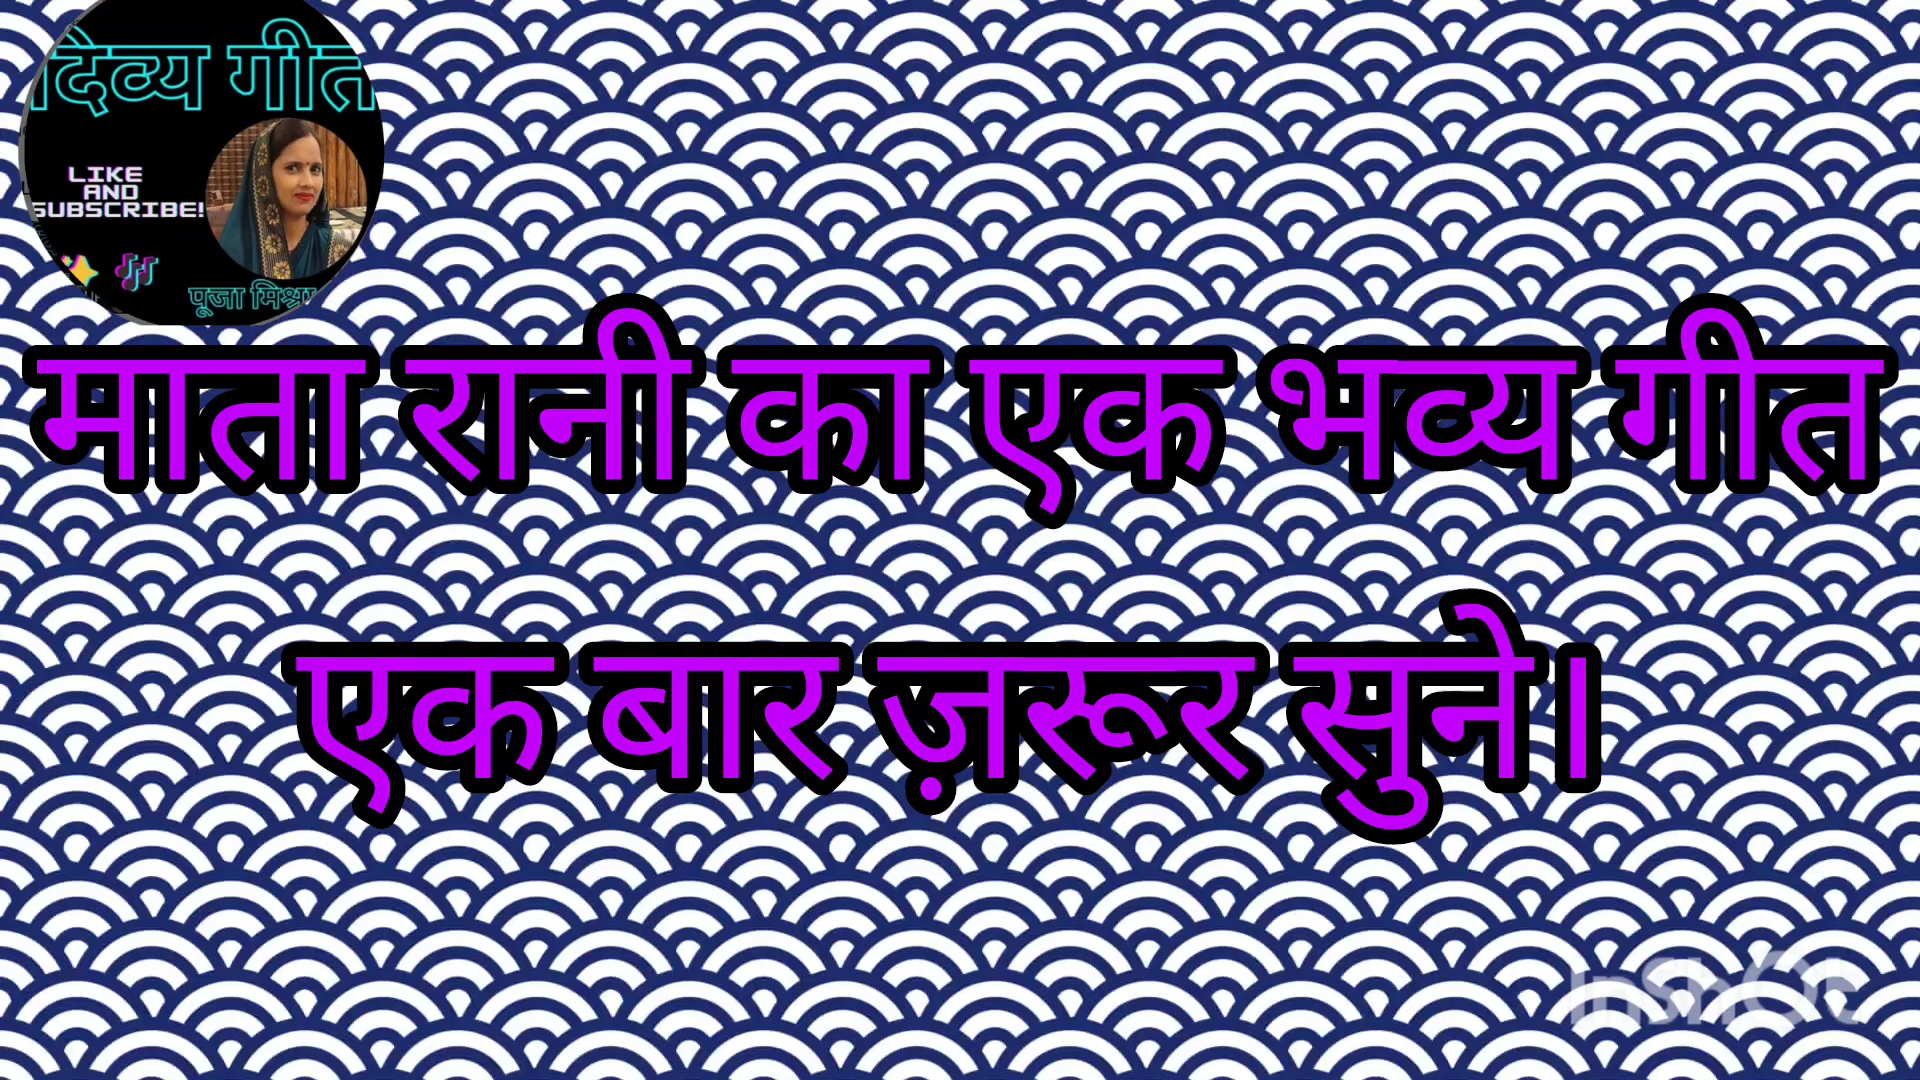 दिव्य गीत
LIKE
AND
SUBSCRIBE!
पूजा मिश्रा
माता रानी का एक भव्य गीत
एक बार ज़रूर सुने।
InShOt